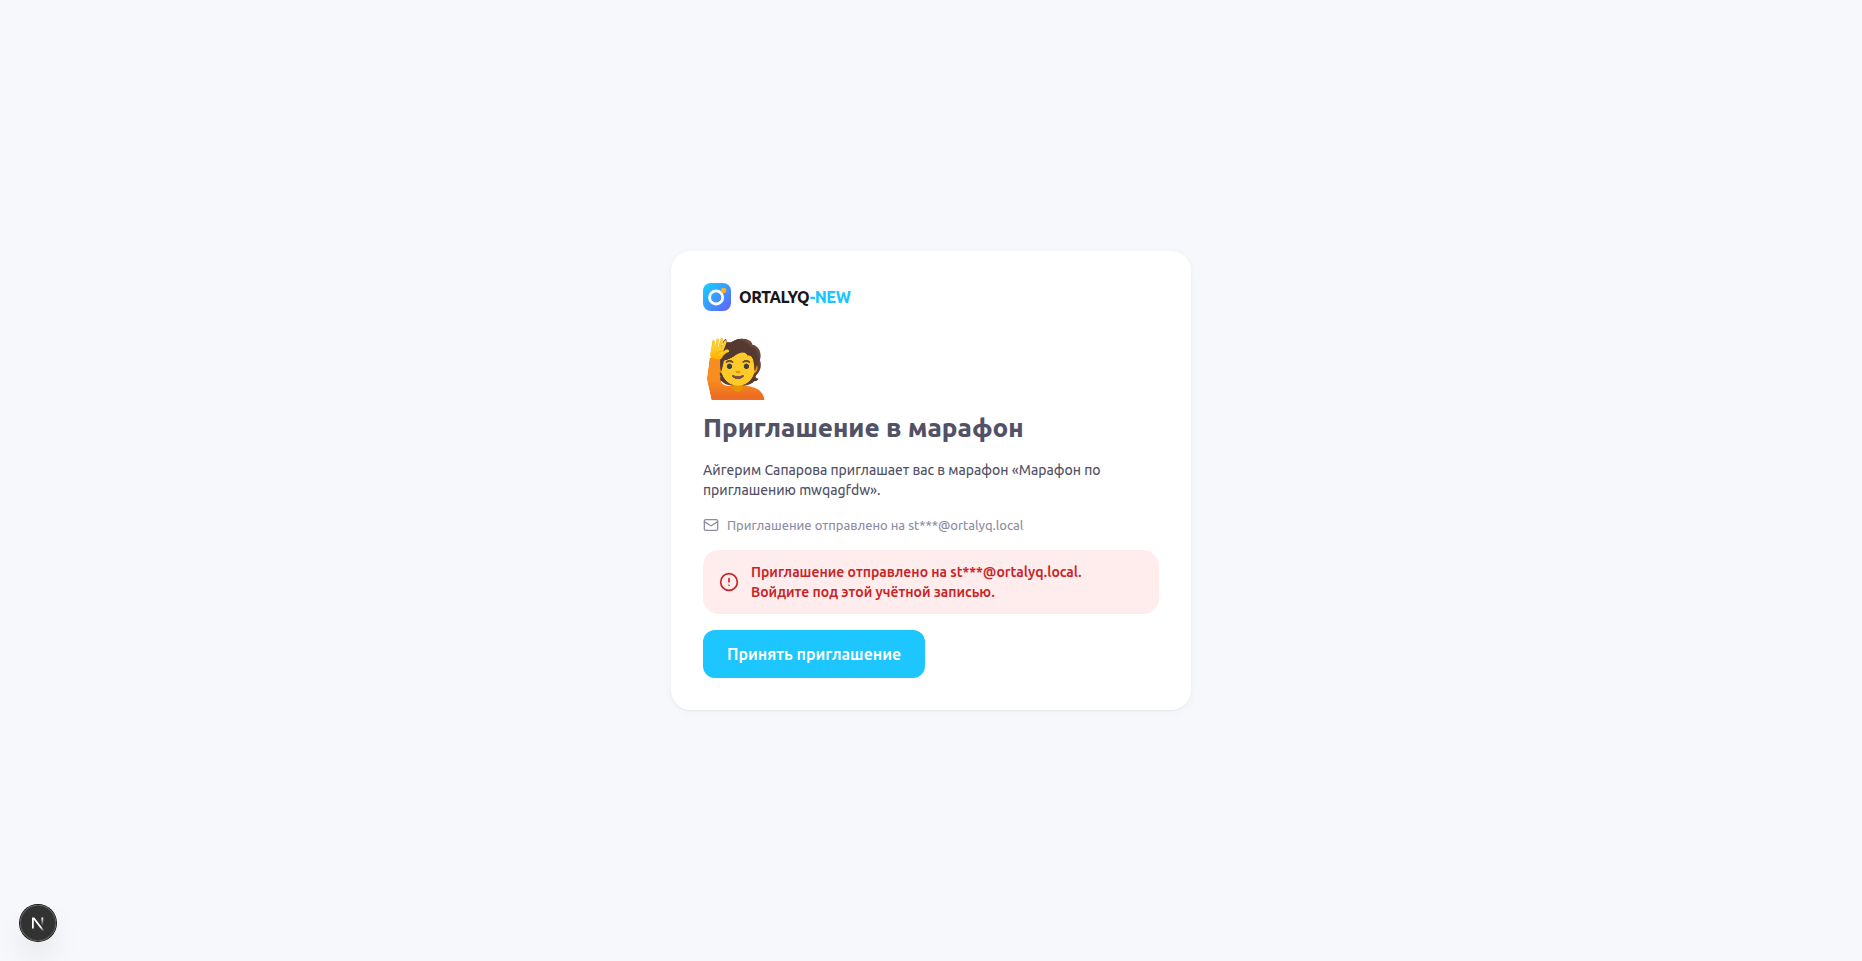 ORTALYQ-NEW
Приглашение в марафон
Айгерим Сапарова приглашает вас в марафон «Марафон по
приглашению mwqagfdw».
Приглашение отправлено на st***@ortalyq.local
Приглашение отправлено на st***@ortalyq.local.
Войдите под этой учётной записью.
Принять приглашение
N